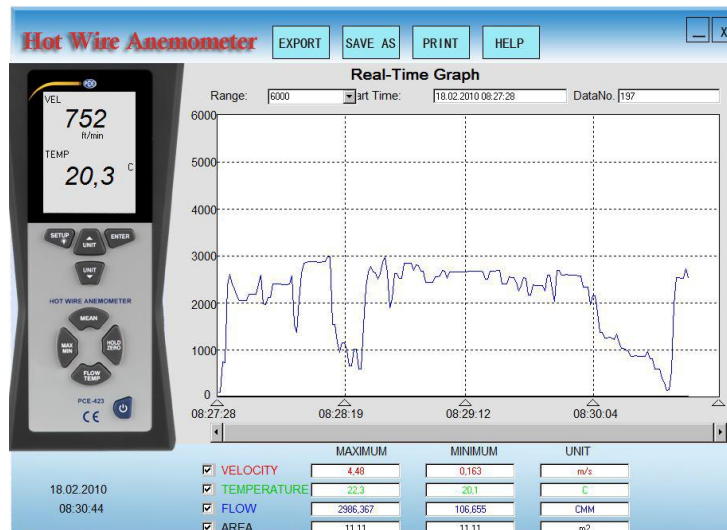 Hot Wire Anemometer
EXPORT
SAVE AS
PRINT
HELP
_
X
Real-Time Graph
Range:
6000
art Time:
18.02.2010 08:27:28
DataNo.
197
PCE
VEL
752
ft/min
TEMP
20,3
C
SETUP
UNIT
ENTER
UNIT
HOT WIRE ANEMOMETER
MEAN
MAX
MIN
HOLD
ZERO
FLOW
TEMP
PCE-423
CE
6000
5000
4000
3000
2000
1000
0
08:27:28
08:28:19
08:29:12
08:30:04
MAXIMUM MINIMUM UNIT
VELOCITY 4,48 0,163 m/s
TEMPERATURE 22,3 20,1 C
FLOW 2986,367 106,655 CMM
AREA 11,11 11,11 m2
18.02.2010
08:30:44